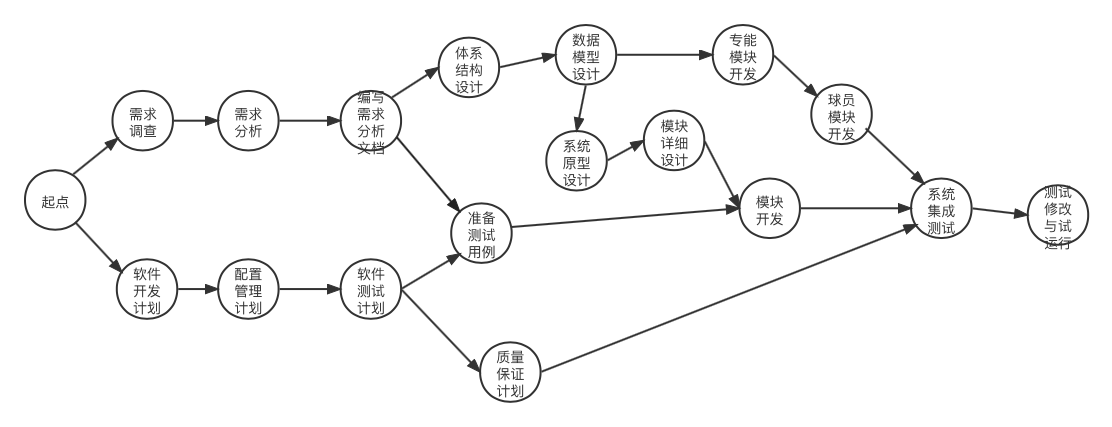 体系
结构
设计
数据
模型
设计
专能
模块
开发
需求
调查
需求
分析
编写
需求
分析
文档
球员
模块
开发
系统
原型
设计
模块
详细
设计
起点
模块
开发
系统
集成
测试
测试
修改
与试
运行
准备
测试
用例
软件
开发
计划
配置
管理
计划
软件
测试
计划
质量
保证
计划